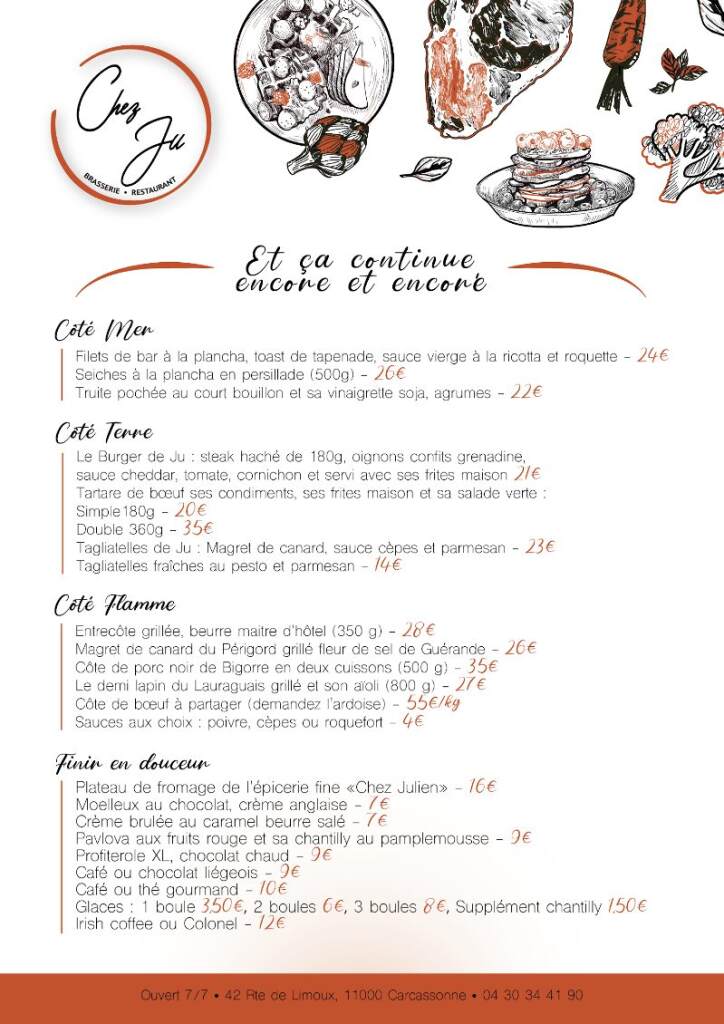 Chez
Ju
BRASSERIE • RESTAURANT
Et ça continue
encore et encore
Côté Mer
Filets de bar à la plancha, toast de tapenade, sauce vierge à la ricotta et roquette - 24€
Seiches à la plancha en persillade (500g) - 26€
Truite pochée au court bouillon et sa vinaigrette soja, agrumes - 22€
Côté Terre
Le Burger de Ju : steak haché de 180g, oignons confits grenadine,
sauce cheddar, tomate, cornichon et servi avec ses frites maison 21€
Tartare de bœuf ses condiments, ses frites maison et sa salade verte :
Simple 180g - 20€
Double 360g - 35€
Tagliatelles de Ju : Magret de canard, sauce cèpes et parmesan - 23€
Tagliatelles fraîches au pesto et parmesan - 14€
Côté Flamme
Entrecôte grillée, beurre maitre d'hôtel (350 g) - 28€
Magret de canard du Périgord grillé fleur de sel de Guérande - 26€
Côte de porc noir de Bigorre en deux cuissons (500 g) - 35€
Le demi lapin du Lauraguais grillé et son aïoli (800 g) - 27€
Côte de bœuf à partager (demandez l'ardoise) - 55€/kg
Sauces aux choix : poivre, cèpes ou roquefort - 4€
Finir en douceur
Plateau de fromage de l'épicerie fine «Chez Julien» - 16€
Moelleux au chocolat, crème anglaise - 7€
Crème brulée au caramel beurre salé - 7€
Pavlova aux fruits rouge et sa chantilly au pamplemousse - 9€
Profiterole XL, chocolat chaud - 9€
Café ou chocolat liégeois - 9€
Café ou thé gourmand - 10€
Glaces : 1 boule 3,50€, 2 boules 6€, 3 boules 8€, Supplément chantilly 1,50€
Irish coffee ou Colonel - 12€
Ouvert 7/7 • 42 Rte de Limoux, 11000 Carcassonne • 04 30 34 41 90